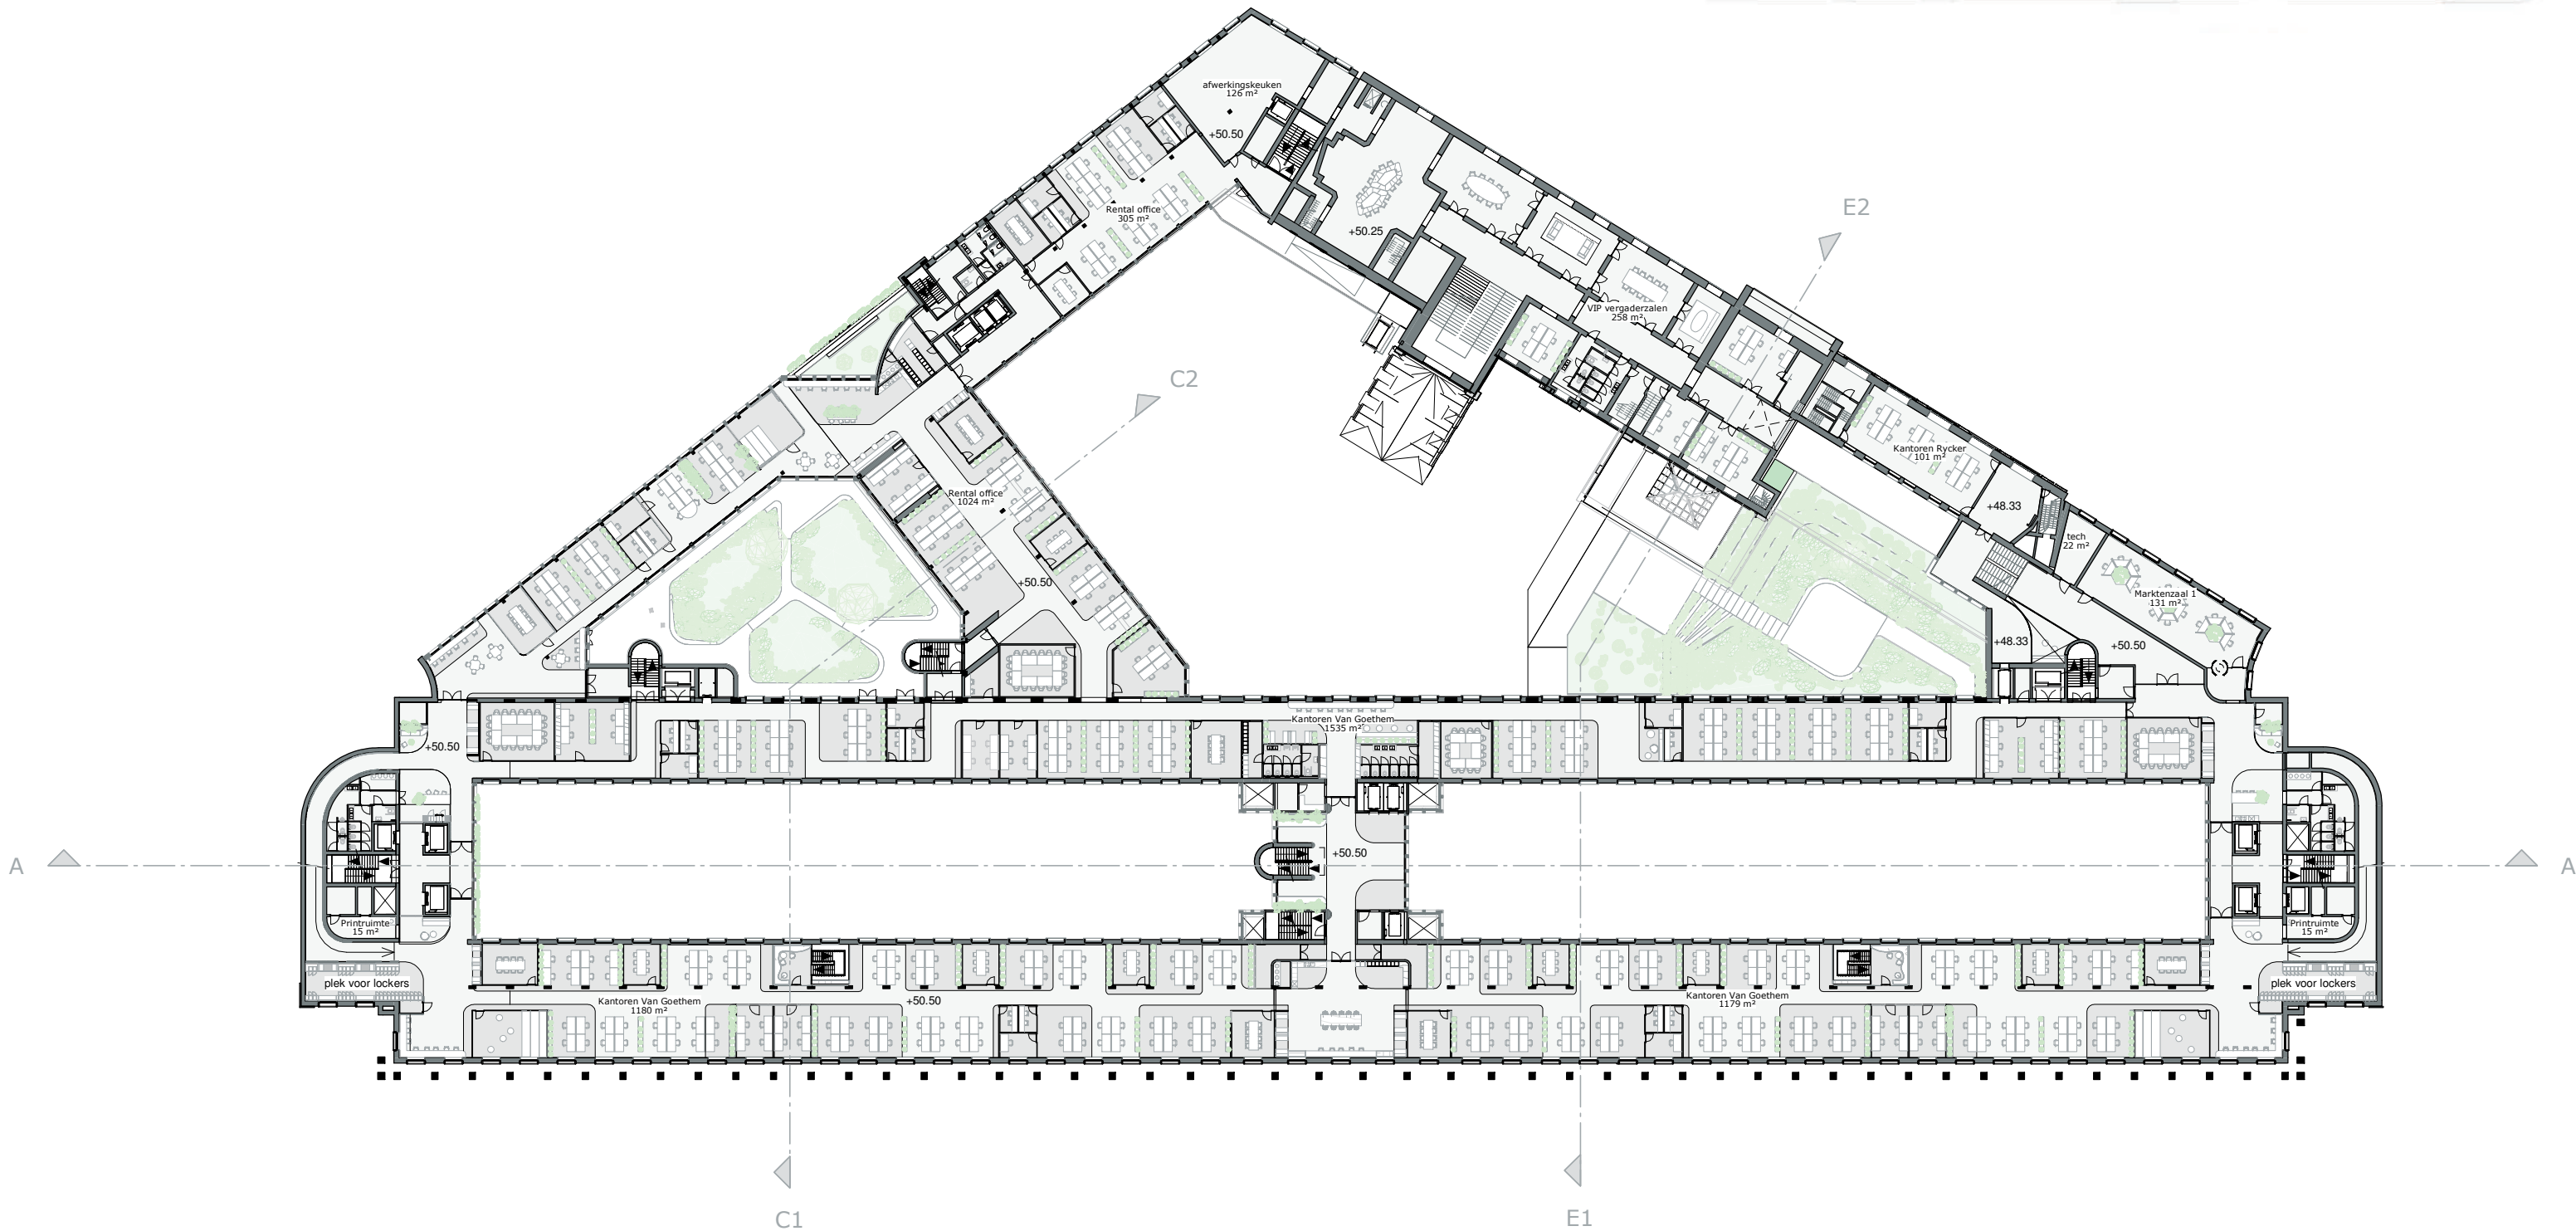 afwerkingskeuken
126 m²
+50.50
Rental office
305 m²
+50.25
E2
VIP vergaderzalen
258 m²
C2
Kantoren Rycker
101 m²
Rental office
1024 m²
+48.33
tech
22 m²
+50.50
Marktenzaal 1
131 m²
+48.33
+50.50
Kantoren Van Goethem
1535 m²
+50.50
+50.50
A
A
Printruimte
15 m²
Printruimte
15 m²
plek voor lockers
plek voor lockers
Kantoren Van Goethem
1180 m²
+50.50
Kantoren Van Goethem
1179 m²
C1
E1